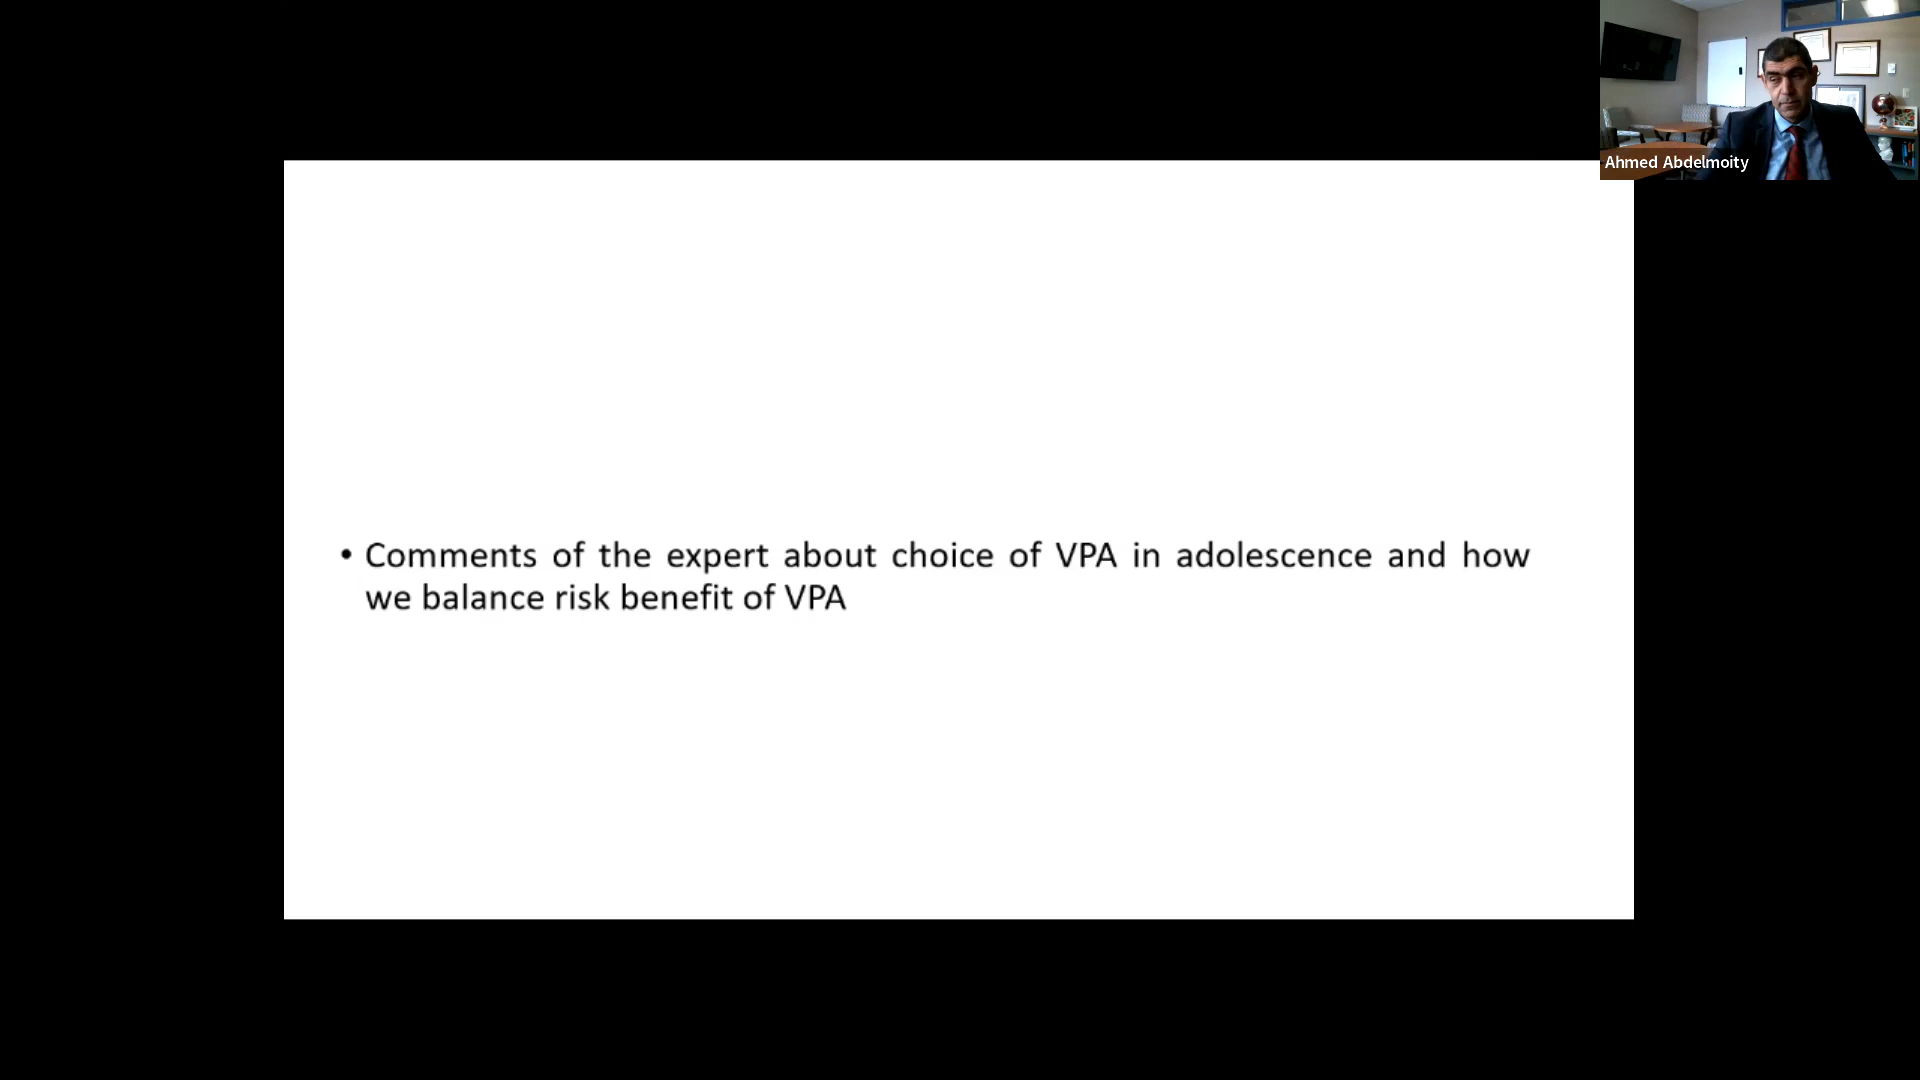 Ahmed Abdelmoity
• Comments of the expert about choice of VPA in adolescence and how
we balance risk benefit of VPA